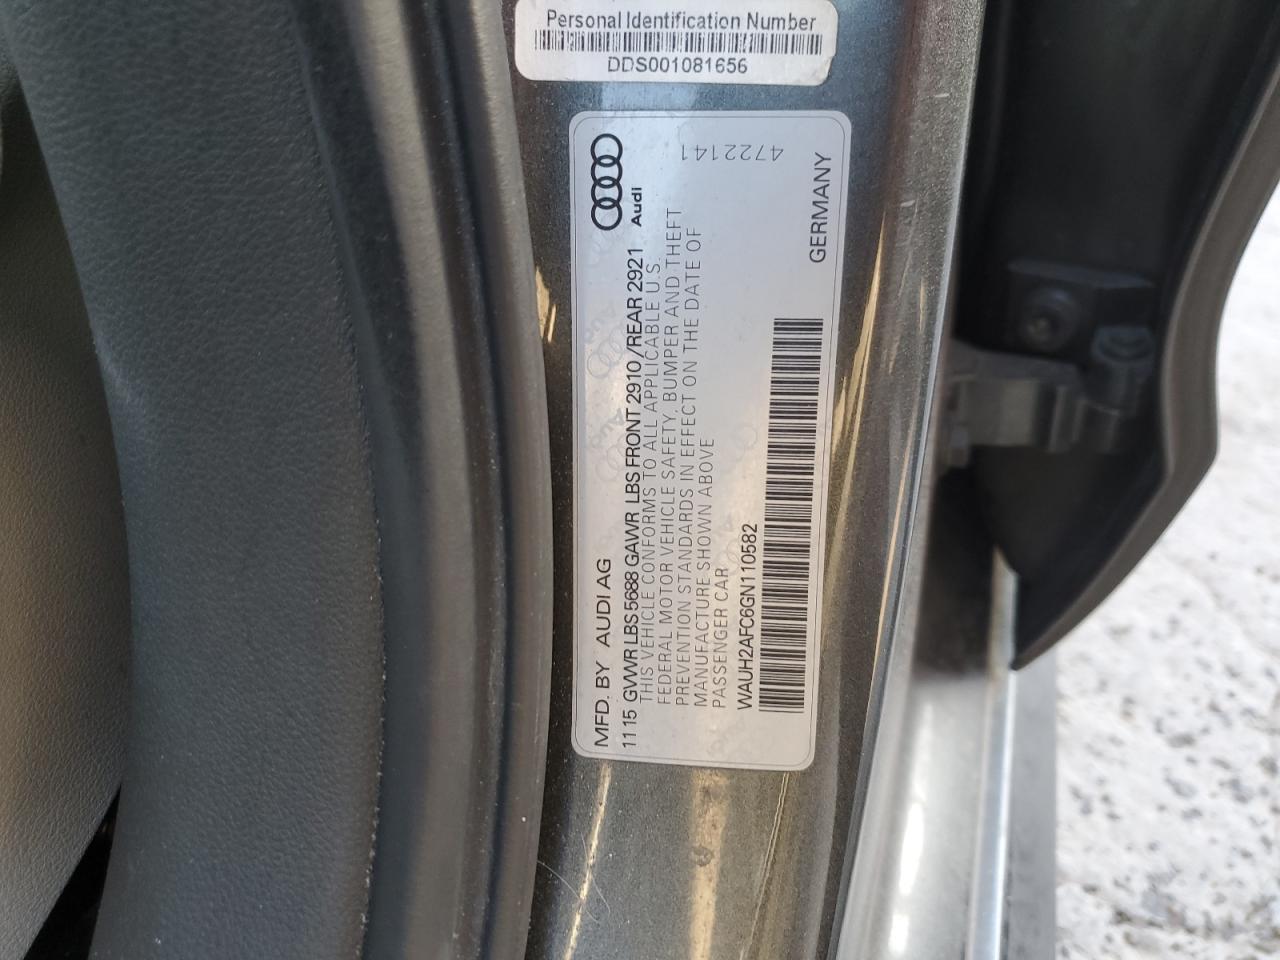 Personal Identification Number
DDS001081656
Audi
4722141
MFD. BY AUDI AG
11 15 GVWR LBS 5688 GAWR LBS FRONT 2910 / REAR 2921
THIS VEHICLE CONFORMS TO ALL APPLICABLE U.S.
FEDERAL MOTOR VEHICLE SAFETY, BUMPER AND THEFT
PREVENTION STANDARDS IN EFFECT ON THE DATE OF
MANUFACTURE SHOWN ABOVE
PASSENGER CAR
WAUH2AFC6GN110582
GERMANY